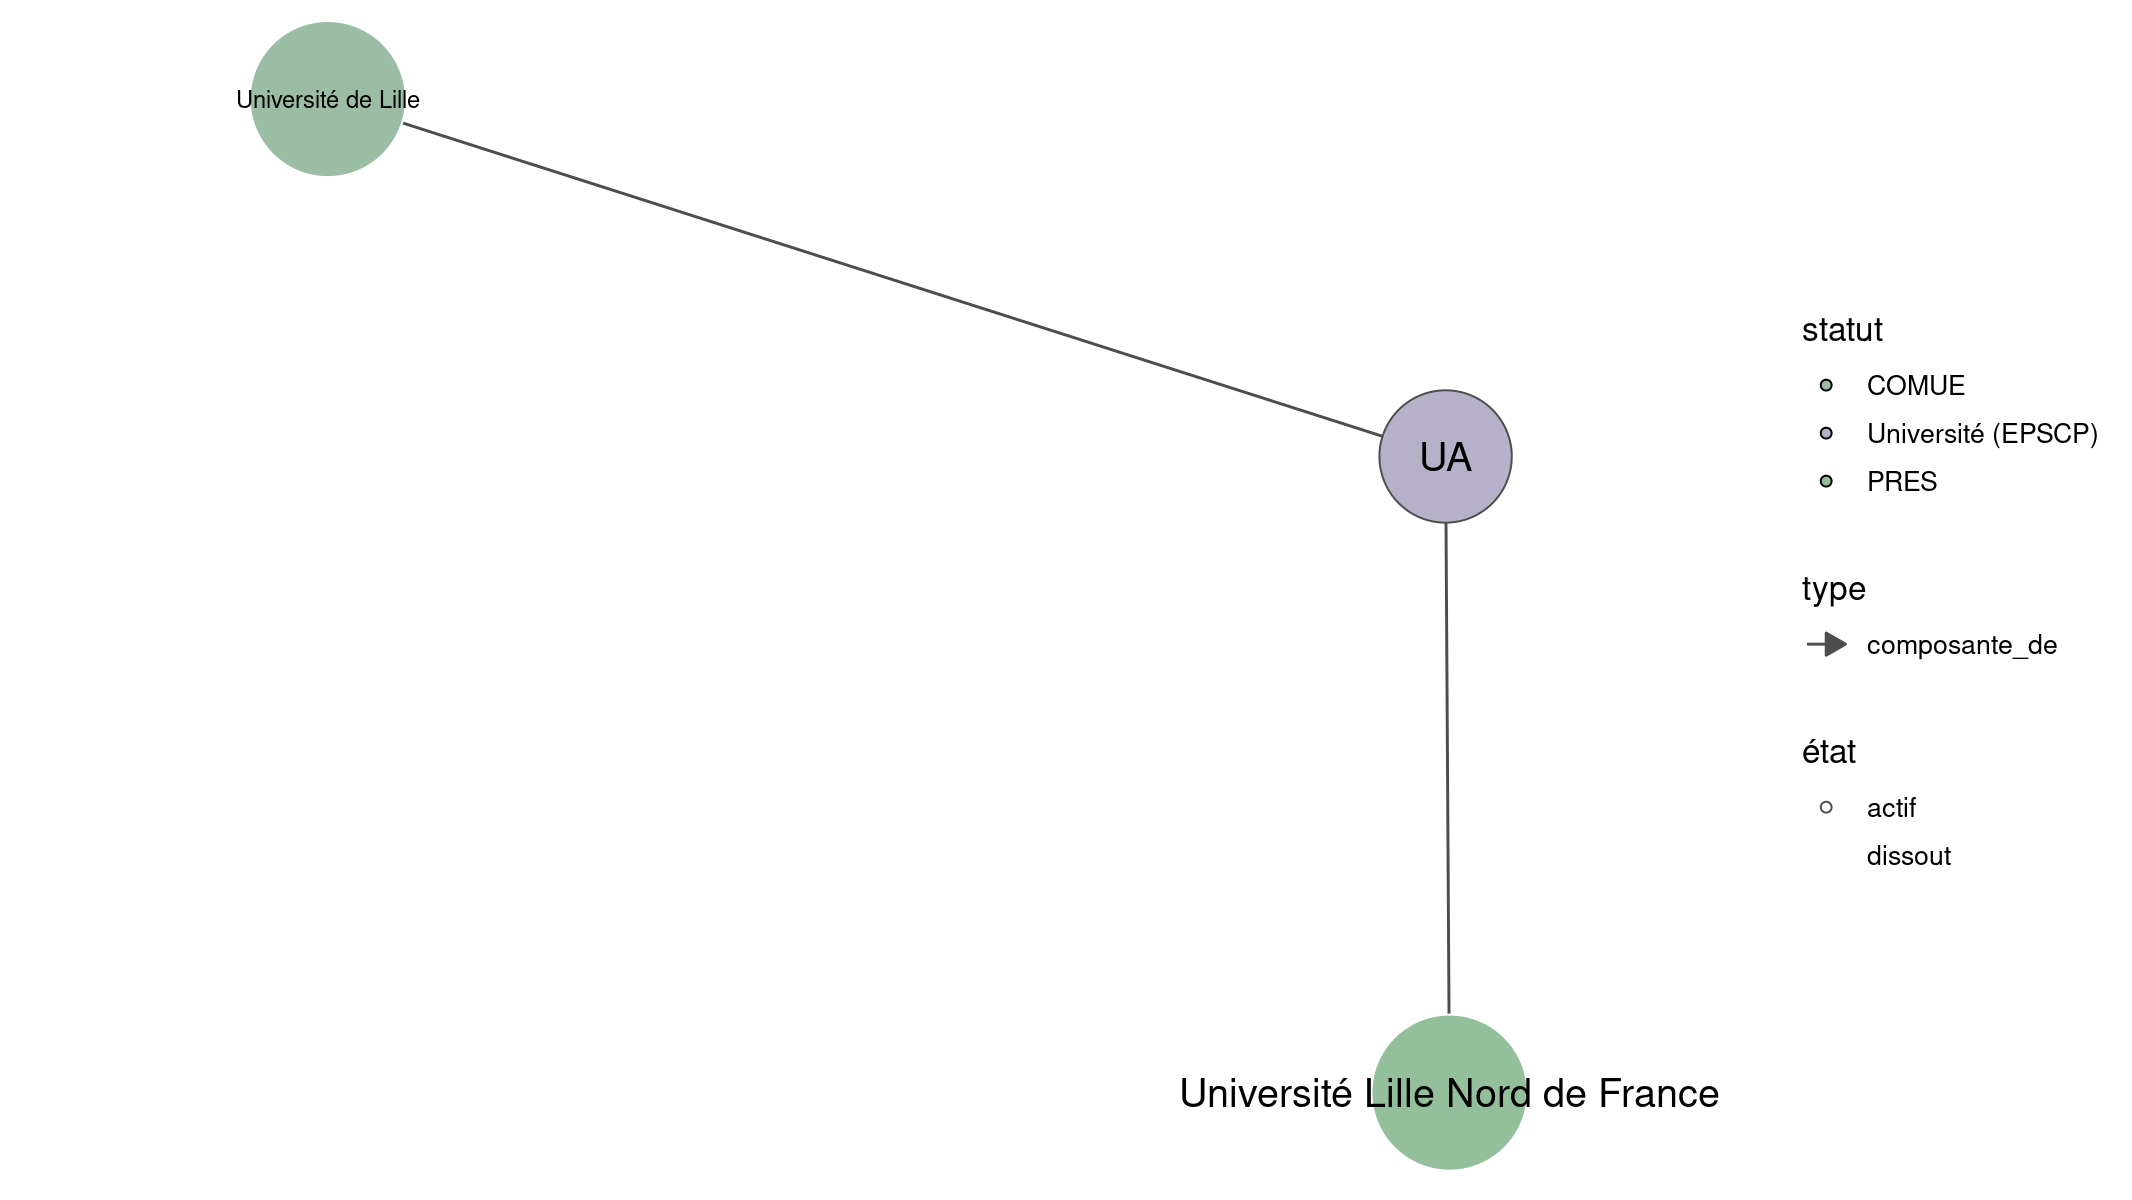 Université de Lille
UA
Université Lille Nord de France
statut
COMUE
Université (EPSCP)
PRES
type
composante_de
état
actif
dissout